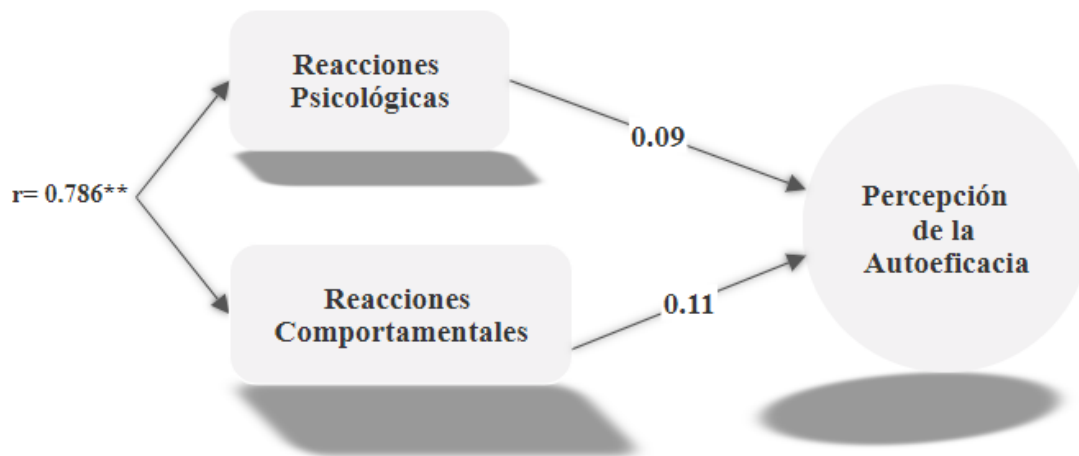 Reacciones
Psicológicas
0.09
r= 0.786**
Percepción
de la
Autoeficacia
Reacciones
Comportamentales
0.11